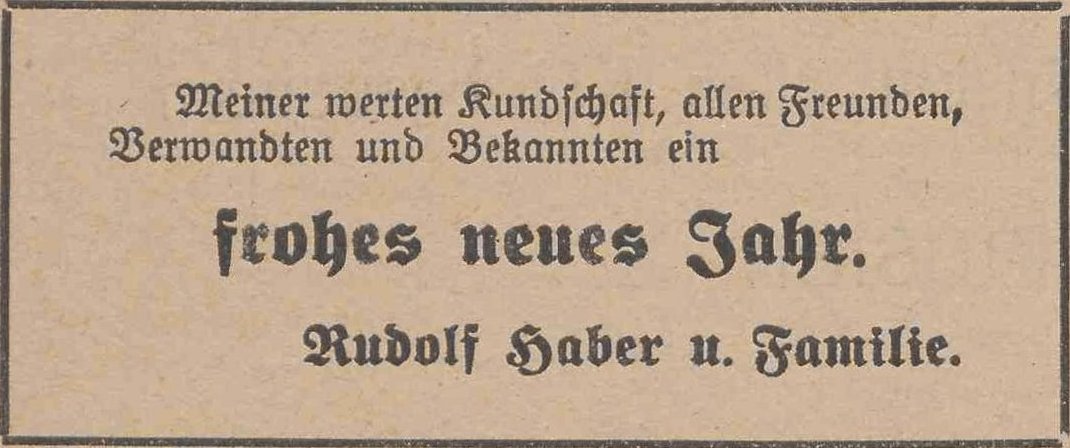 Meiner werten Kundschaft, allen Freunden,
Verwandten und Bekannten ein
frohes neues Jahr.
Rudolf Haber u. Familie.